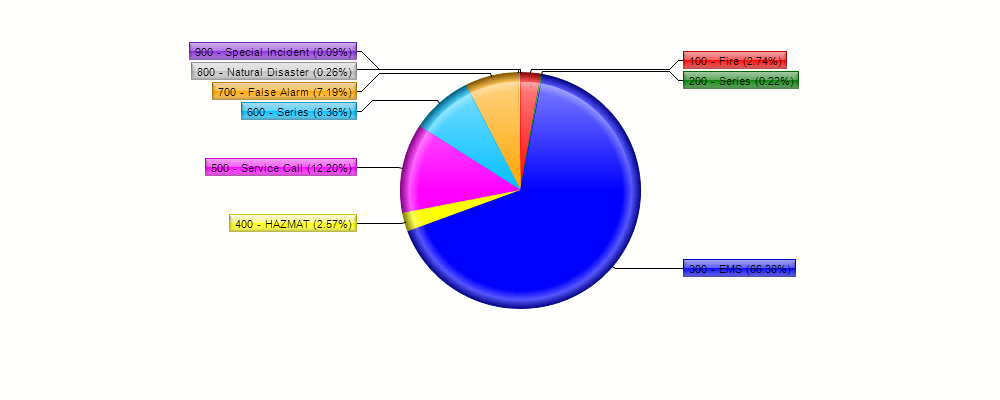 900 - Special Incident (0.09%)
800 - Natural Disaster (0.26%)
700 - False Alarm (7.19%)
600 - Series (8.36%)
500 - Service Call (12.20%)
400 - HAZMAT (2.57%)
100 - Fire (2.74%)
200 - Series (0.22%)
300 - EMS (66.38%)